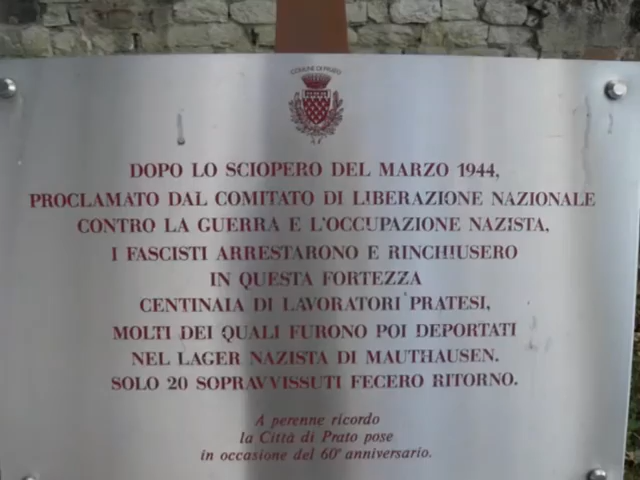 COMUNE DI PRATO
DOPO LO SCIOPERO DEL MARZO 1944,
PROCLAMATO DAL COMITATO DI LIBERAZIONE NAZIONALE
CONTRO LA GUERRA E L'OCCUPAZIONE NAZISTA,
I FASCISTI ARRESTARONO E RINCHIUSERO
IN QUESTA FORTEZZA
CENTINAIA DI LAVORATORI PRATESI,
MOLTI DEI QUALI FURONO POI DEPORTATI
NEL LAGER NAZISTA DI MAUTHAUSEN.
SOLO 20 SOPRAVVISSUTI FECERO RITORNO.
A perenne ricordo
la Città di Prato pose
in occasione del 60° anniversario.